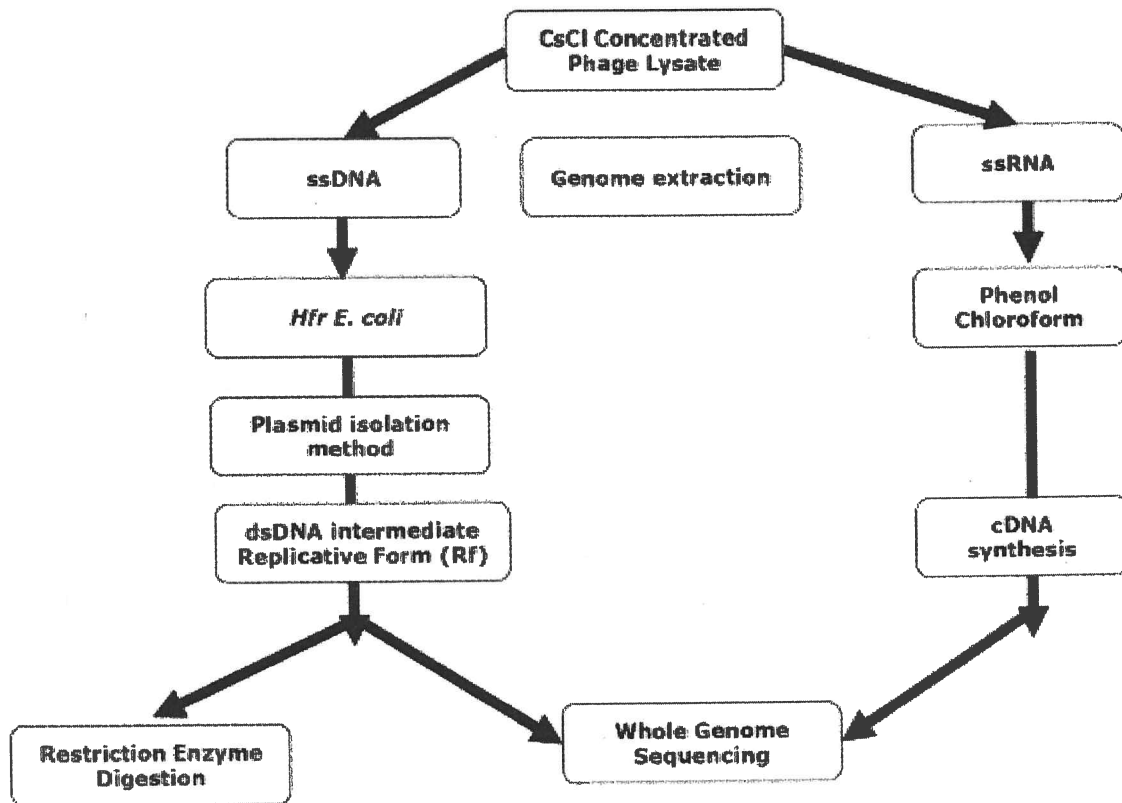 CsCl Concentrated
Phage Lysate
ssDNA
Genome extraction
ssRNA
Hfr E. coli
Phenol
Chloroform
Plasmid isolation
method
dsDNA intermediate
Replicative Form (Rf)
cDNA
synthesis
Restriction Enzyme
Digestion
Whole Genome
Sequencing